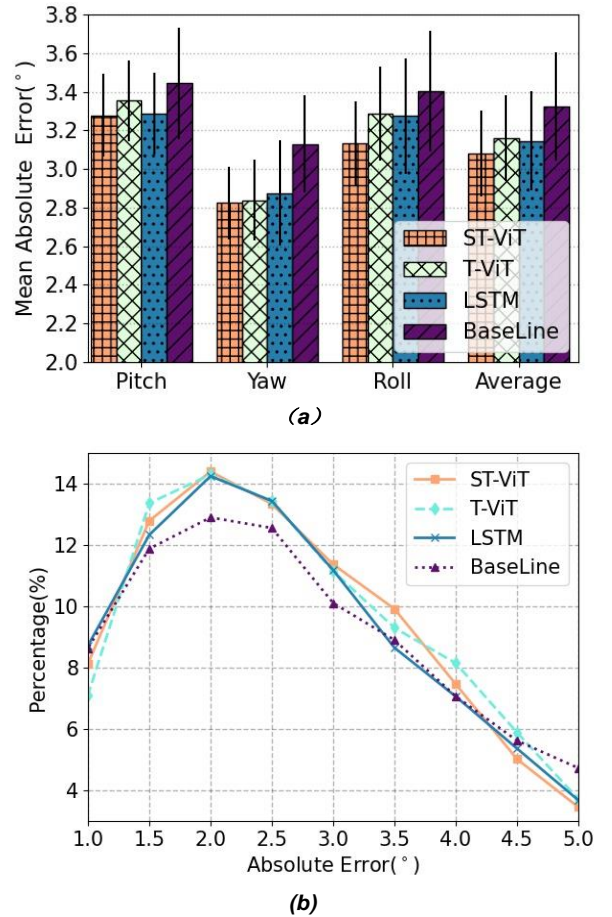 Mean Absolute Error(°)
3.8
3.6
3.4
3.2
3.0
2.8
2.6
2.4
2.2
2.0
ST-ViT
T-ViT
LSTM
BaseLine
Pitch Yaw Roll Average
(a)
Percentage(%)
14
12
10
8
6
4
ST-ViT
T-ViT
LSTM
BaseLine
1.0 1.5 2.0 2.5 3.0 3.5 4.0 4.5 5.0
Absolute Error(°)
(b)